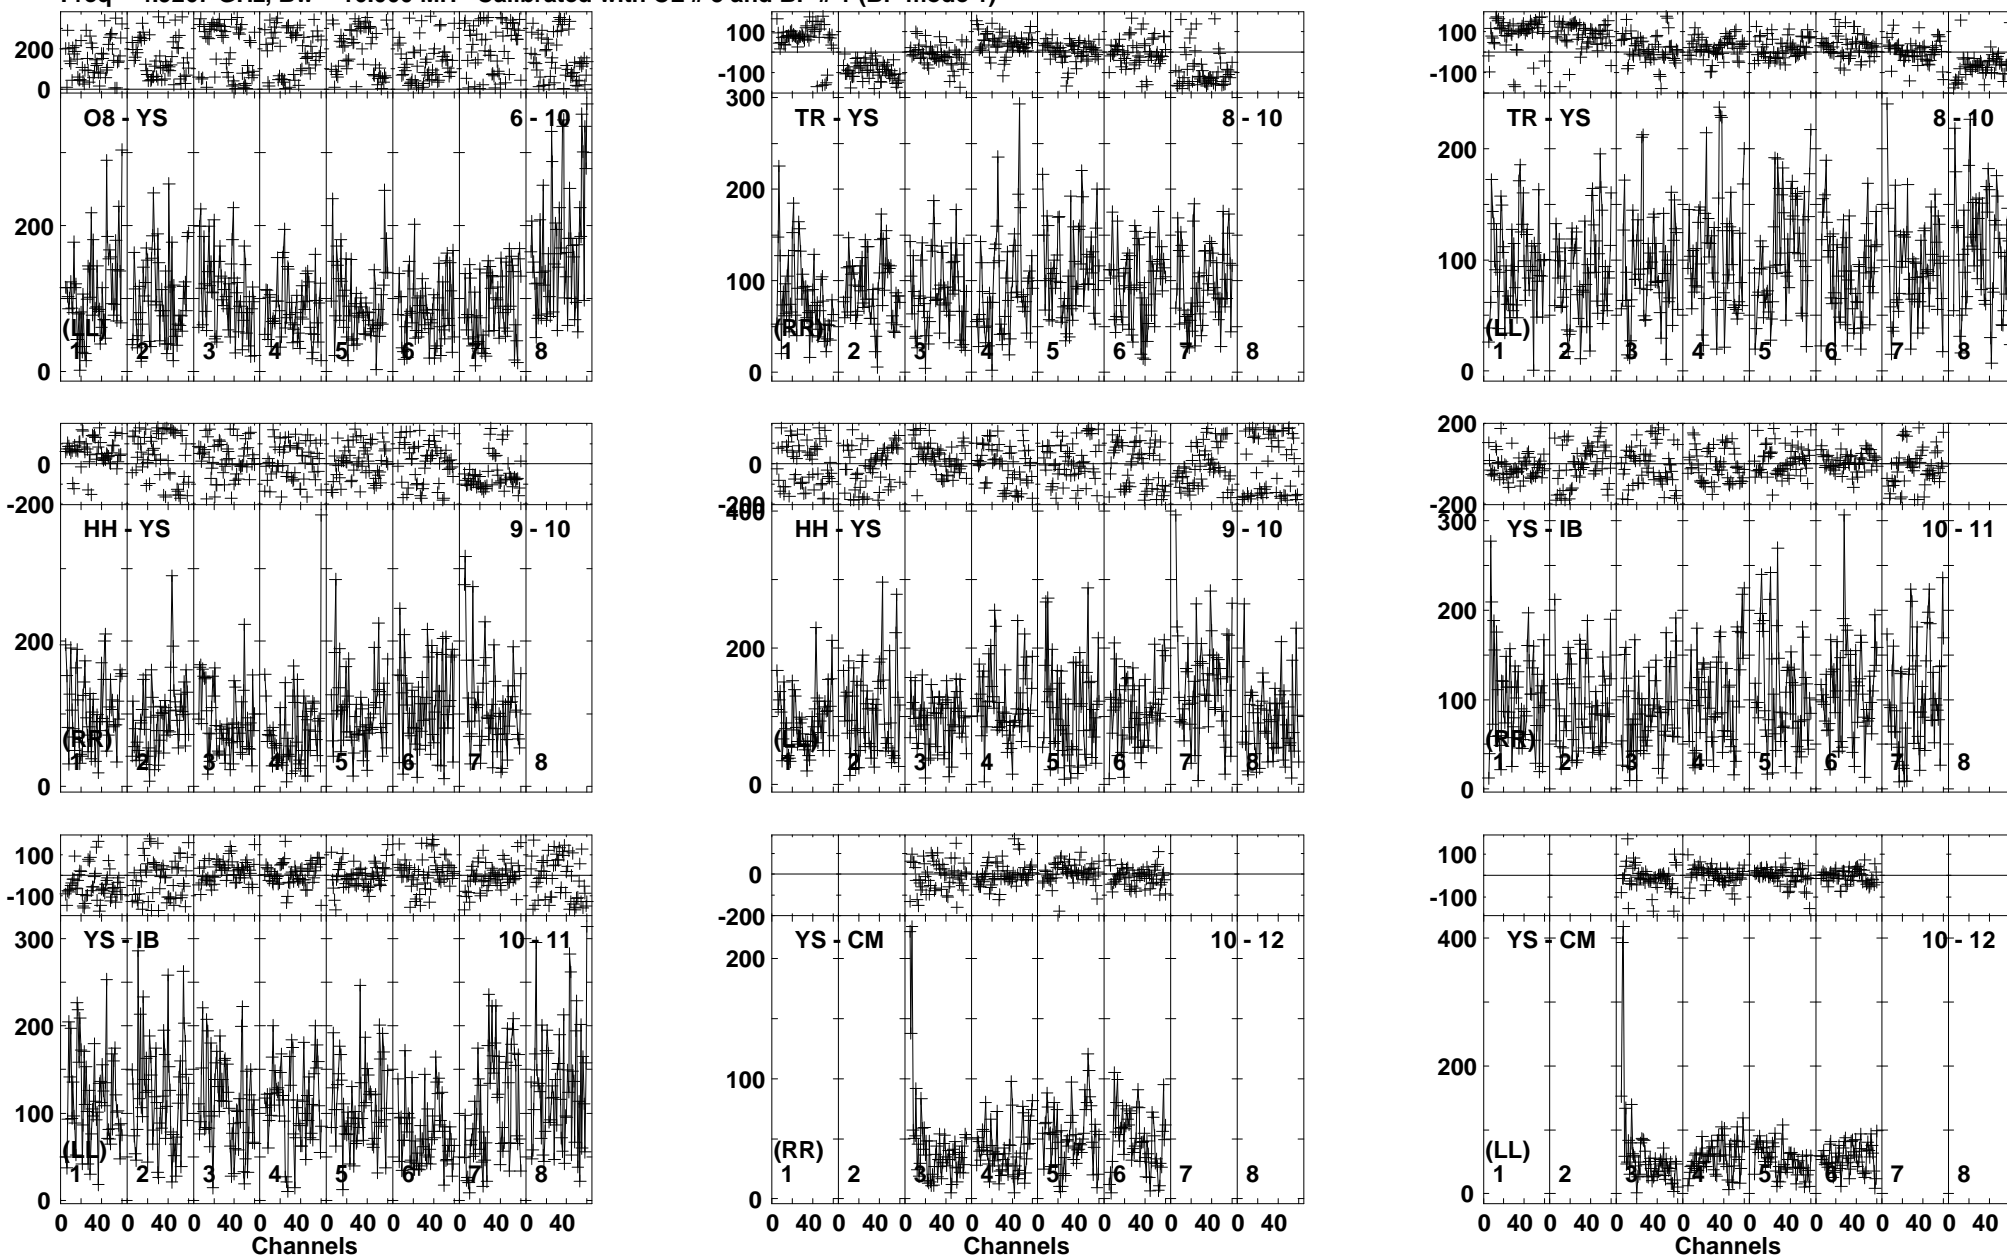 200 100 100
0 -100 -100
O8 - YS 6 - 10
300 TR - YS 8 - 10
TR - YS 8 - 10
200 200 200
100 100
(LL) (RR) (LL)
1 2 3 4 5 6 7 8
1 2 3 4 5 6 7 8
1 2 3 4 5 6 7 8
0 0 0
200
0 0
-200 -200 -200
HH - YS 9 - 10
400 HH - YS 9 - 10
300 YS - IB 10 - 11
200 200 200
100
(RR) (LL) (RR)
1 2 3 4 5 6 7 8
1 2 3 4 5 6 7 8
1 2 3 4 5 6 7 8
0 0 0
100 0 100
-100 -200 -100
300 YS - IB 10 - 11
YS - CM 10 - 12
400 YS - CM 10 - 12
200 200 200
100 100
(LL) (RR) (LL)
1 2 3 4 5 6 7 8
1 2 3 4 5 6 7 8
1 2 3 4 5 6 7 8
0 0 0
0 40 0 40 0 40 0 40 0 40 0 40 0 40 0 40
0 40 0 40 0 40 0 40 0 40 0 40 0 40 0 40
0 40 0 40 0 40 0 40 0 40 0 40 0 40 0 40
Channels Channels Channels